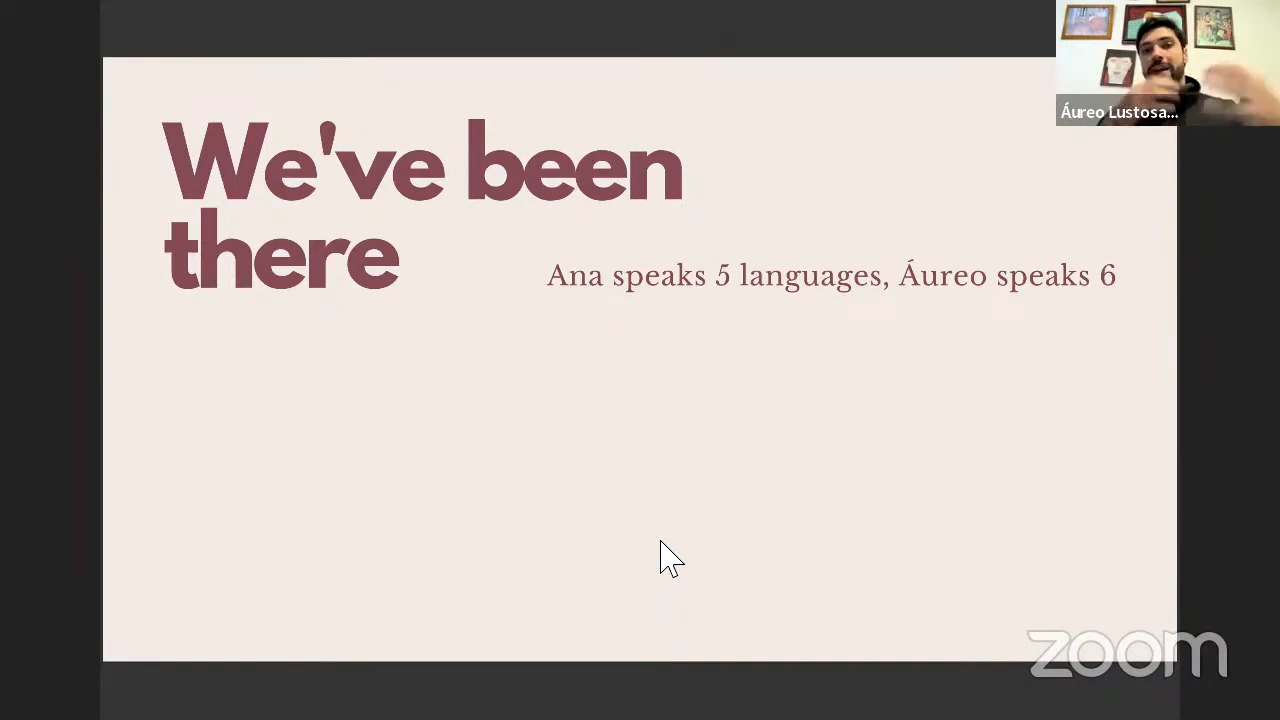 We've been
there
Ana speaks 5 languages, Áureo speaks 6
Áureo Lustosa...
zoom